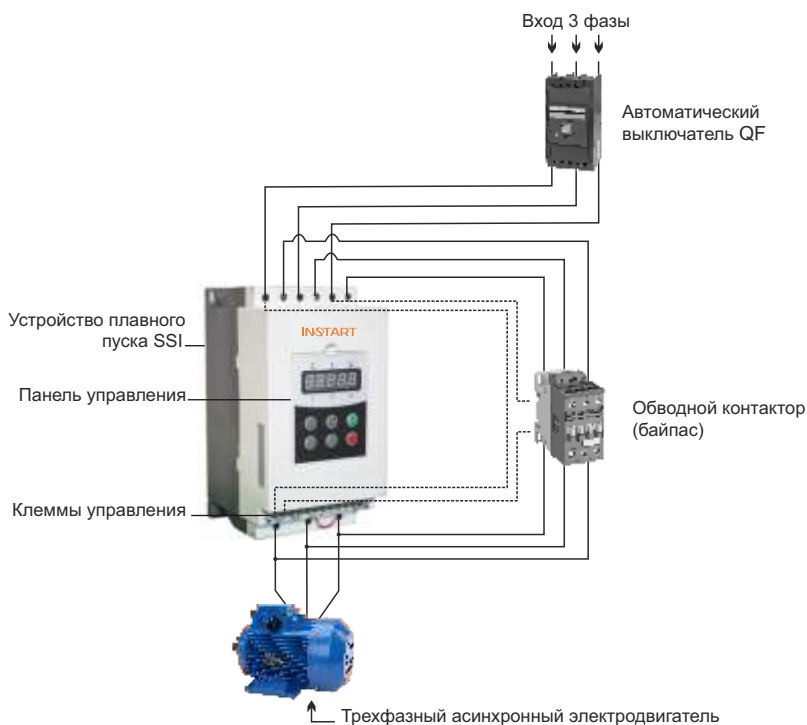 Вход 3 фазы
Автоматический
выключатель QF
INSTART
Устройство плавного
пуска SSI
Панель управления
Обводной контактор
(байпас)
Клеммы управления
Трехфазный асинхронный электродвигатель